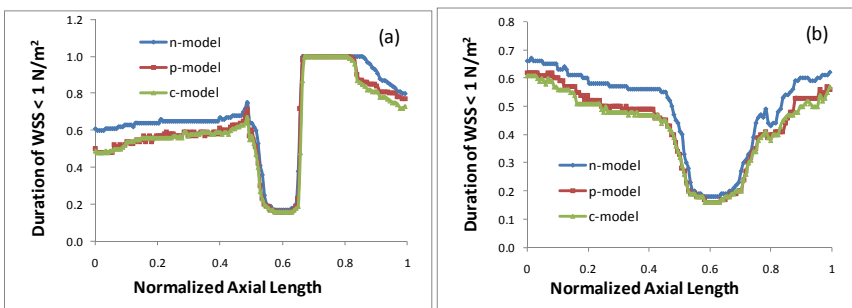 (a)
n-model
p-model
c-model
Duration of WSS < 1 N/m²
1.2
1.0
0.8
0.6
0.4
0.2
0.0
0 0.2 0.4 0.6 0.8 1
Normalized Axial Length
(b)
n-model
p-model
c-model
Duration of WSS < 1 N/m²
0.8
0.7
0.6
0.5
0.4
0.3
0.2
0.1
0.0
0 0.2 0.4 0.6 0.8 1
Normalized Axial Length